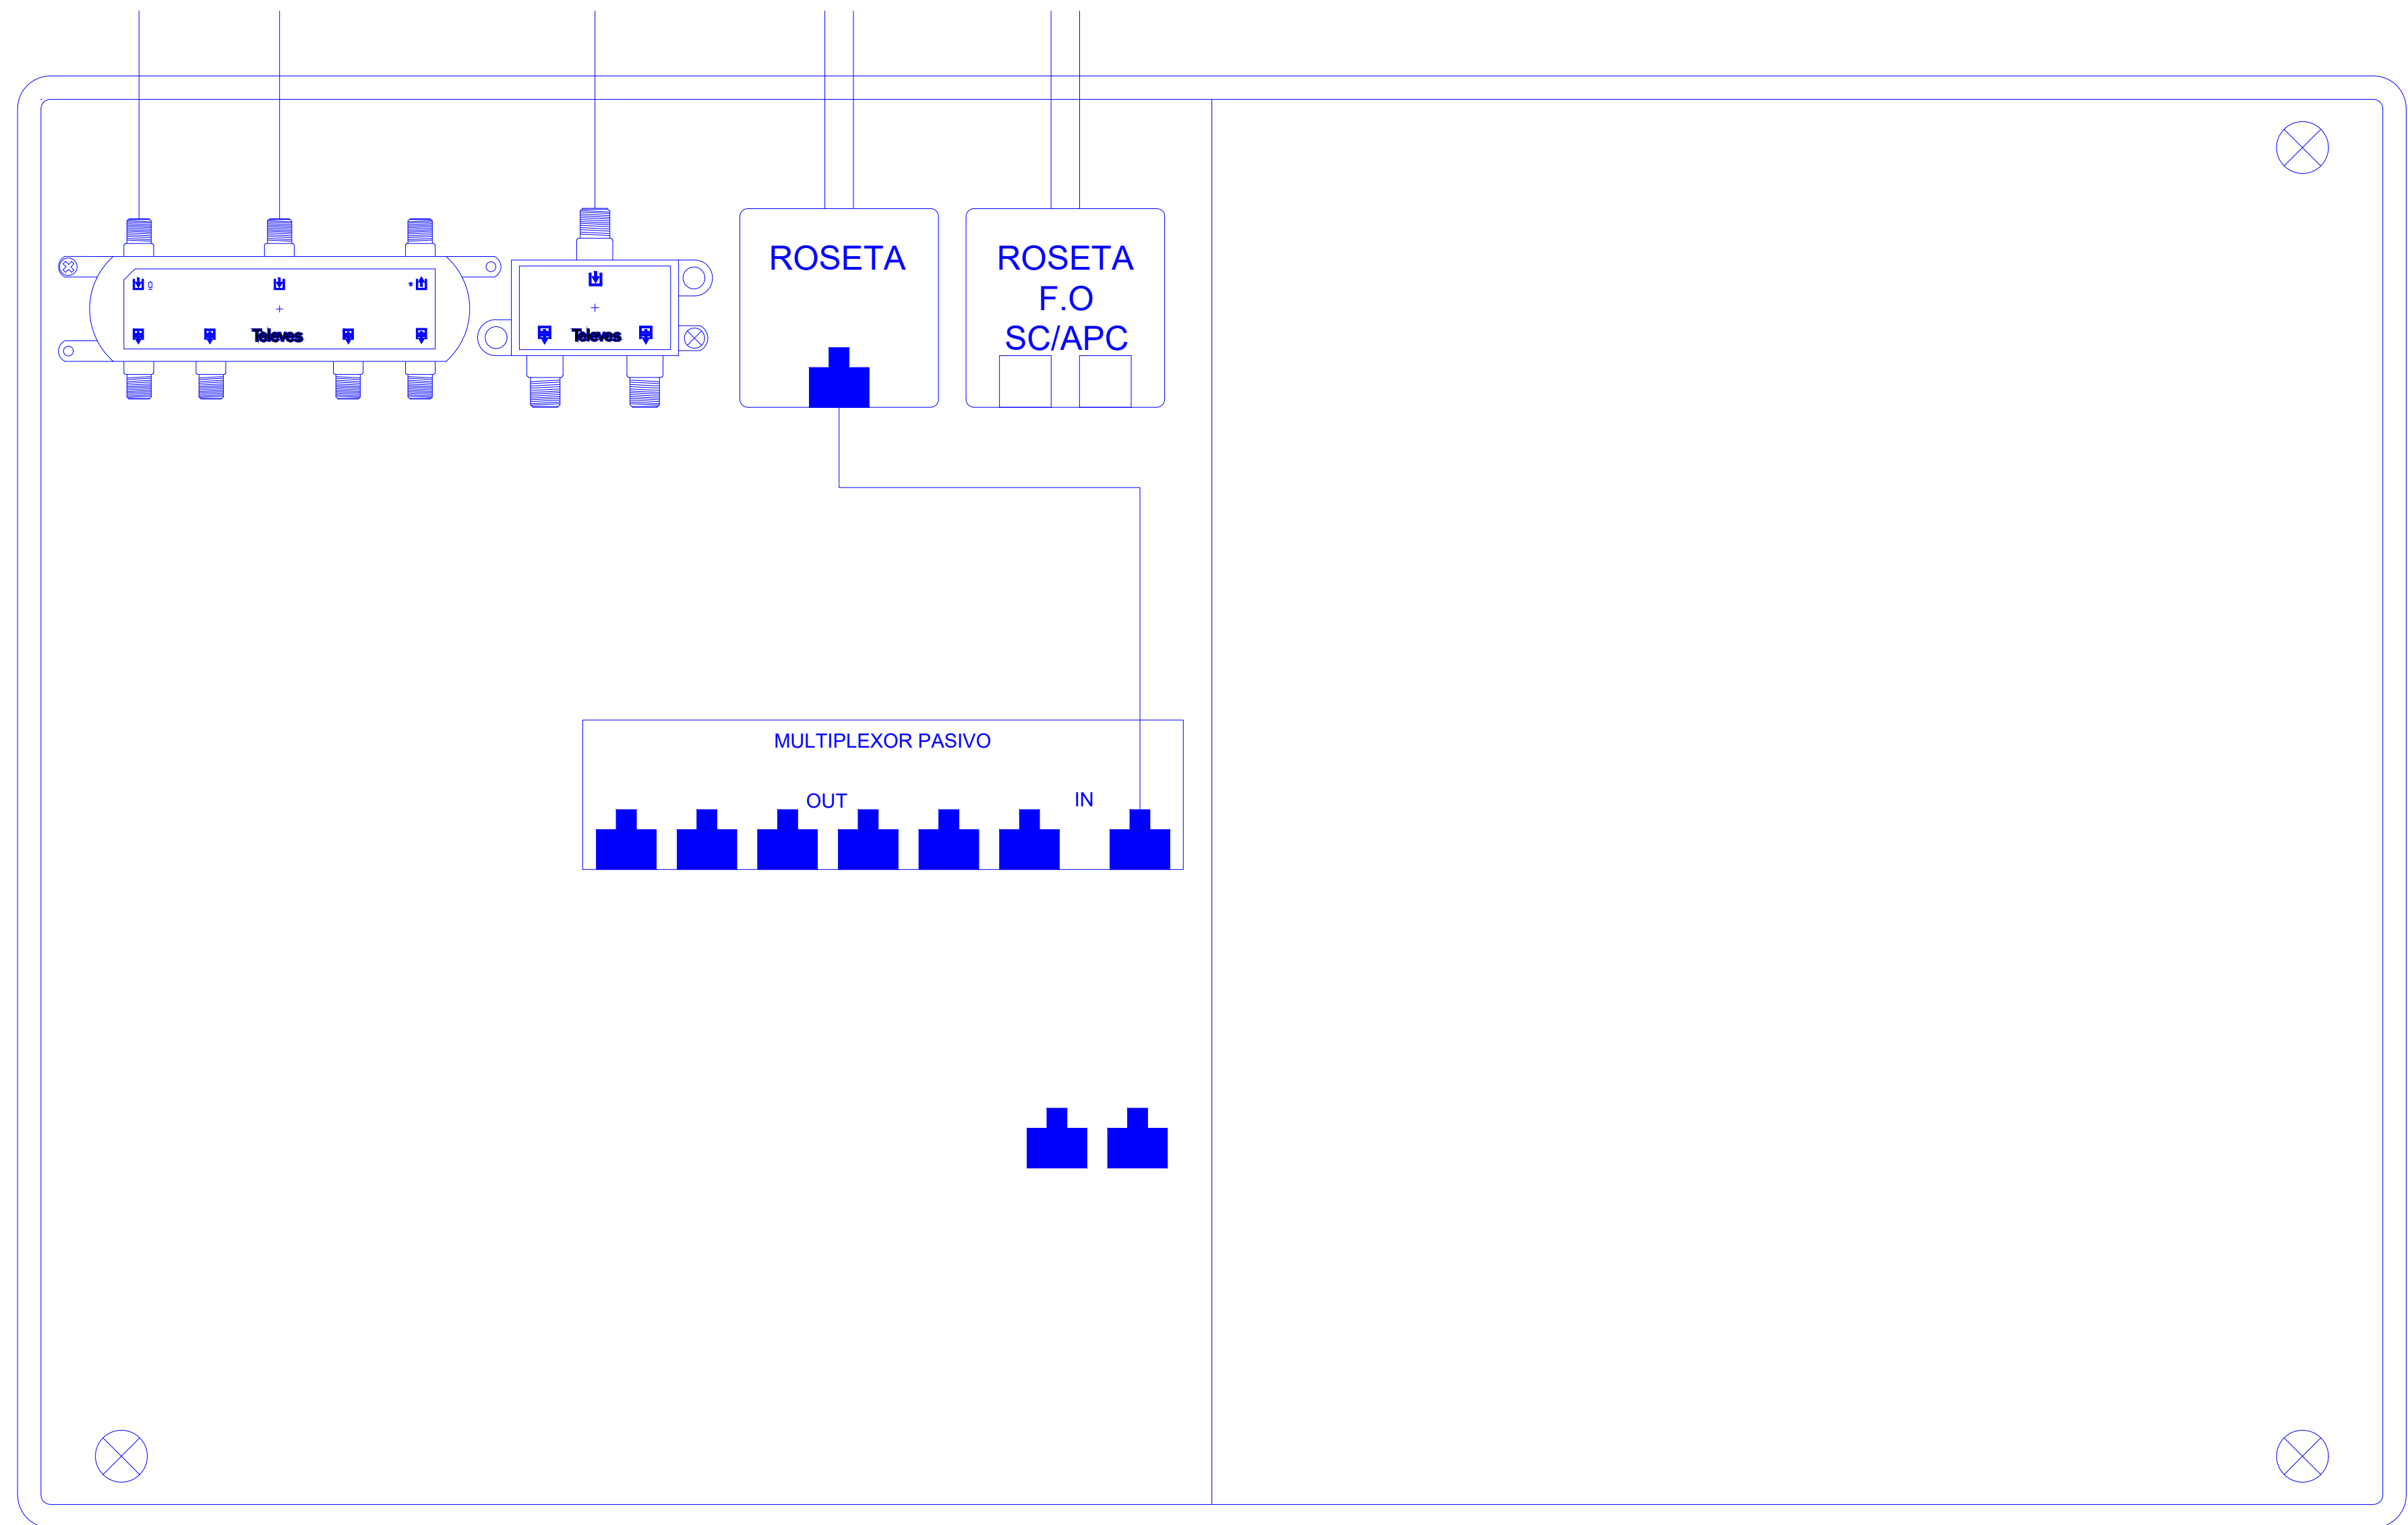 ROSETA
ROSETA
F.O
SC/APC
Televes
Televes
MULTIPLEXOR PASIVO
OUT
IN